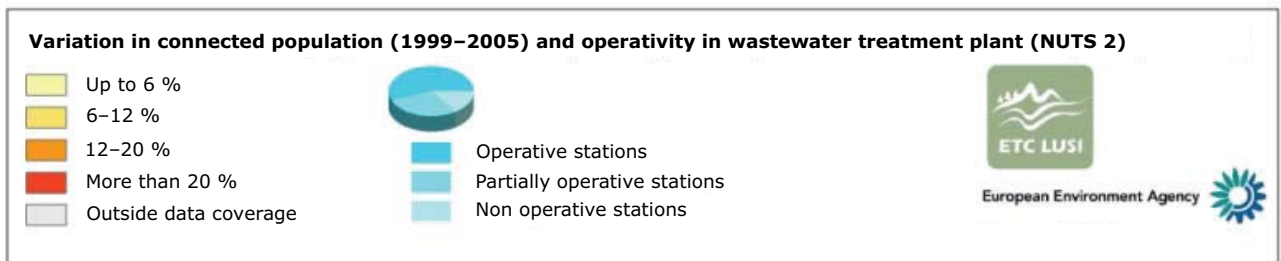 Variation in connected population (1999–2005) and operativity in wastewater treatment plant (NUTS 2)
Up to 6 %
6–12 %
12–20 %
More than 20 %
Outside data coverage
Operative stations
Partially operative stations
Non operative stations
ETC LUSI
European Environment Agency